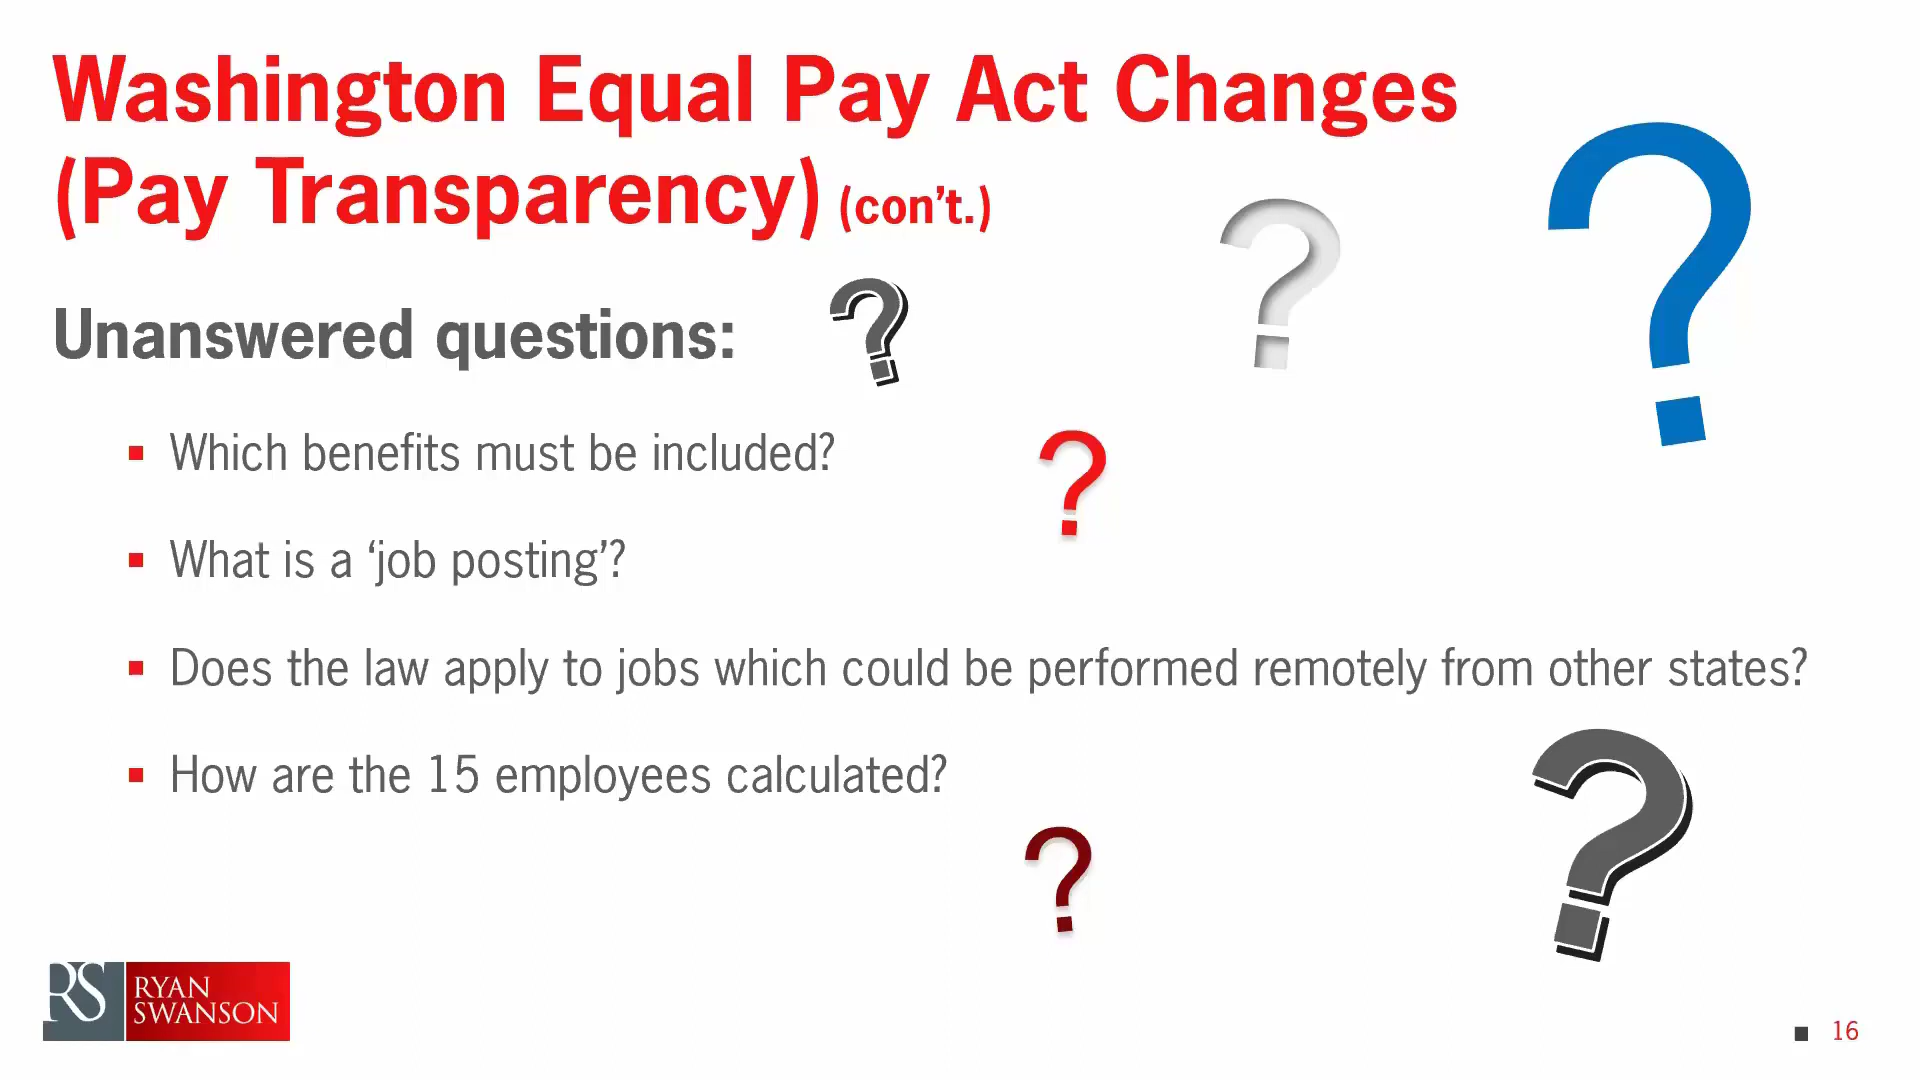 Washington Equal Pay Act Changes
(Pay Transparency) (con’t.)
Unanswered questions:
?
?
?
▪ Which benefits must be included?
?
▪ What is a ‘job posting’?
▪ Does the law apply to jobs which could be performed remotely from other states?
▪ How are the 15 employees calculated?
?
?
RS RYAN
SWANSON
▪ 16